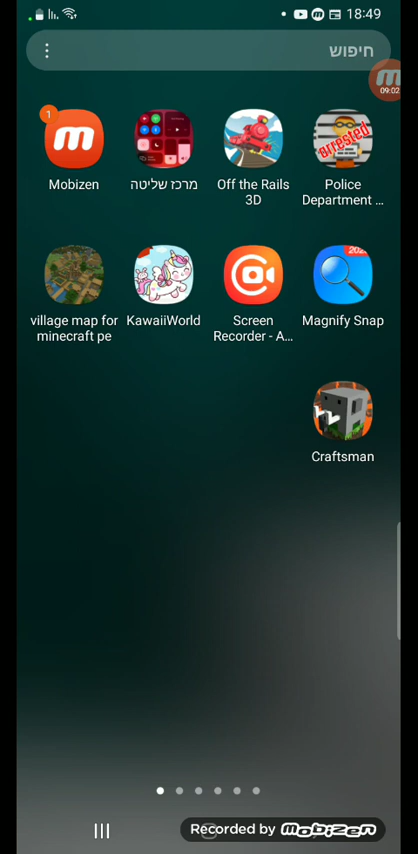 18:49
חיפוש
09:02
1
Mobizen
מרכז שליטה
Off the Rails
3D
Police
Department ...
arrested
village map for
minecraft pe
KawaiiWorld
Screen
Recorder - A...
Magnify Snap
Craftsman
Recorded by mobizen